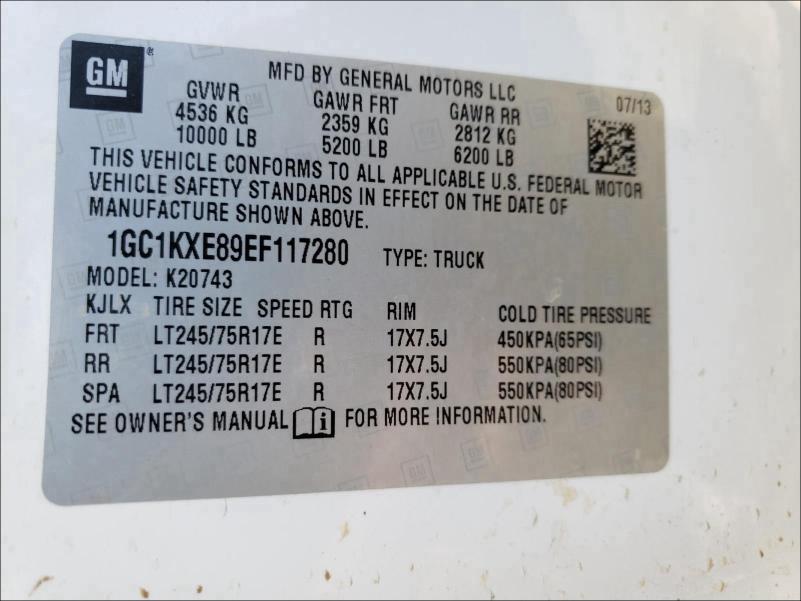 GM
MFD BY GENERAL MOTORS LLC
07/13
GVWR GAWR FRT GAWR RR
4536 KG 2359 KG 2812 KG
10000 LB 5200 LB 6200 LB
THIS VEHICLE CONFORMS TO ALL APPLICABLE U.S. FEDERAL MOTOR
VEHICLE SAFETY STANDARDS IN EFFECT ON THE DATE OF
MANUFACTURE SHOWN ABOVE.
1GC1KXE89EF117280 TYPE: TRUCK
MODEL: K20743
KJLX TIRE SIZE SPEED RTG RIM COLD TIRE PRESSURE
FRT LT245/75R17E R 17X7.5J 450KPA(65PSI)
RR LT245/75R17E R 17X7.5J 550KPA(80PSI)
SPA LT245/75R17E R 17X7.5J 550KPA(80PSI)
SEE OWNER'S MANUAL i FOR MORE INFORMATION.